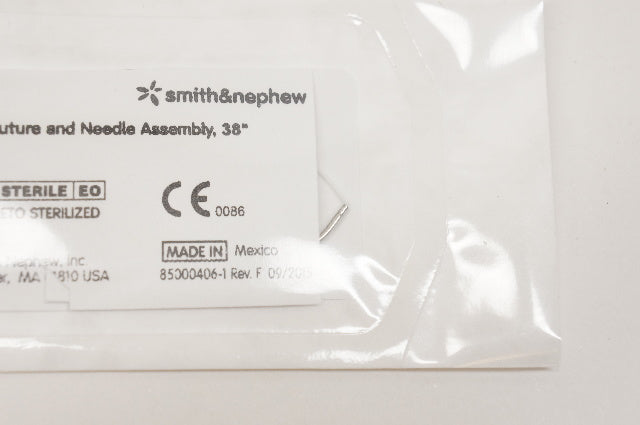 smith&nephew
uture and Needle Assembly, 38"
STERILE EO
ETO STERILIZED
CE 0086
Nephew, Inc
MA 1810 USA
MADE IN Mexico
85000406-1 Rev. F 09/201